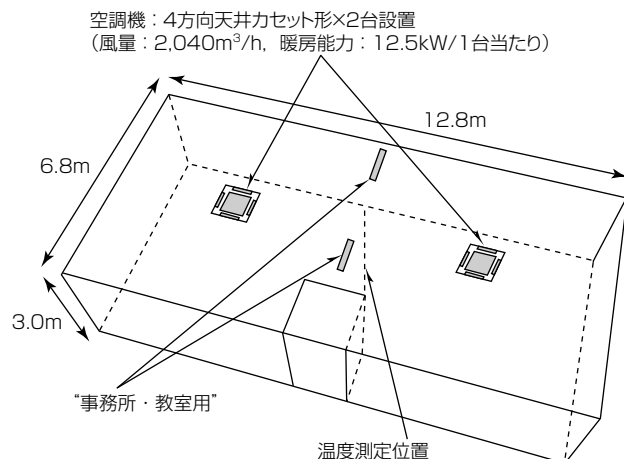 空調機：4方向天井カセット形×2台設置
（風量：2,040m³/h，暖房能力：12.5kW/1台当たり）
12.8m
6.8m
3.0m
“事務所・教室用”
温度測定位置